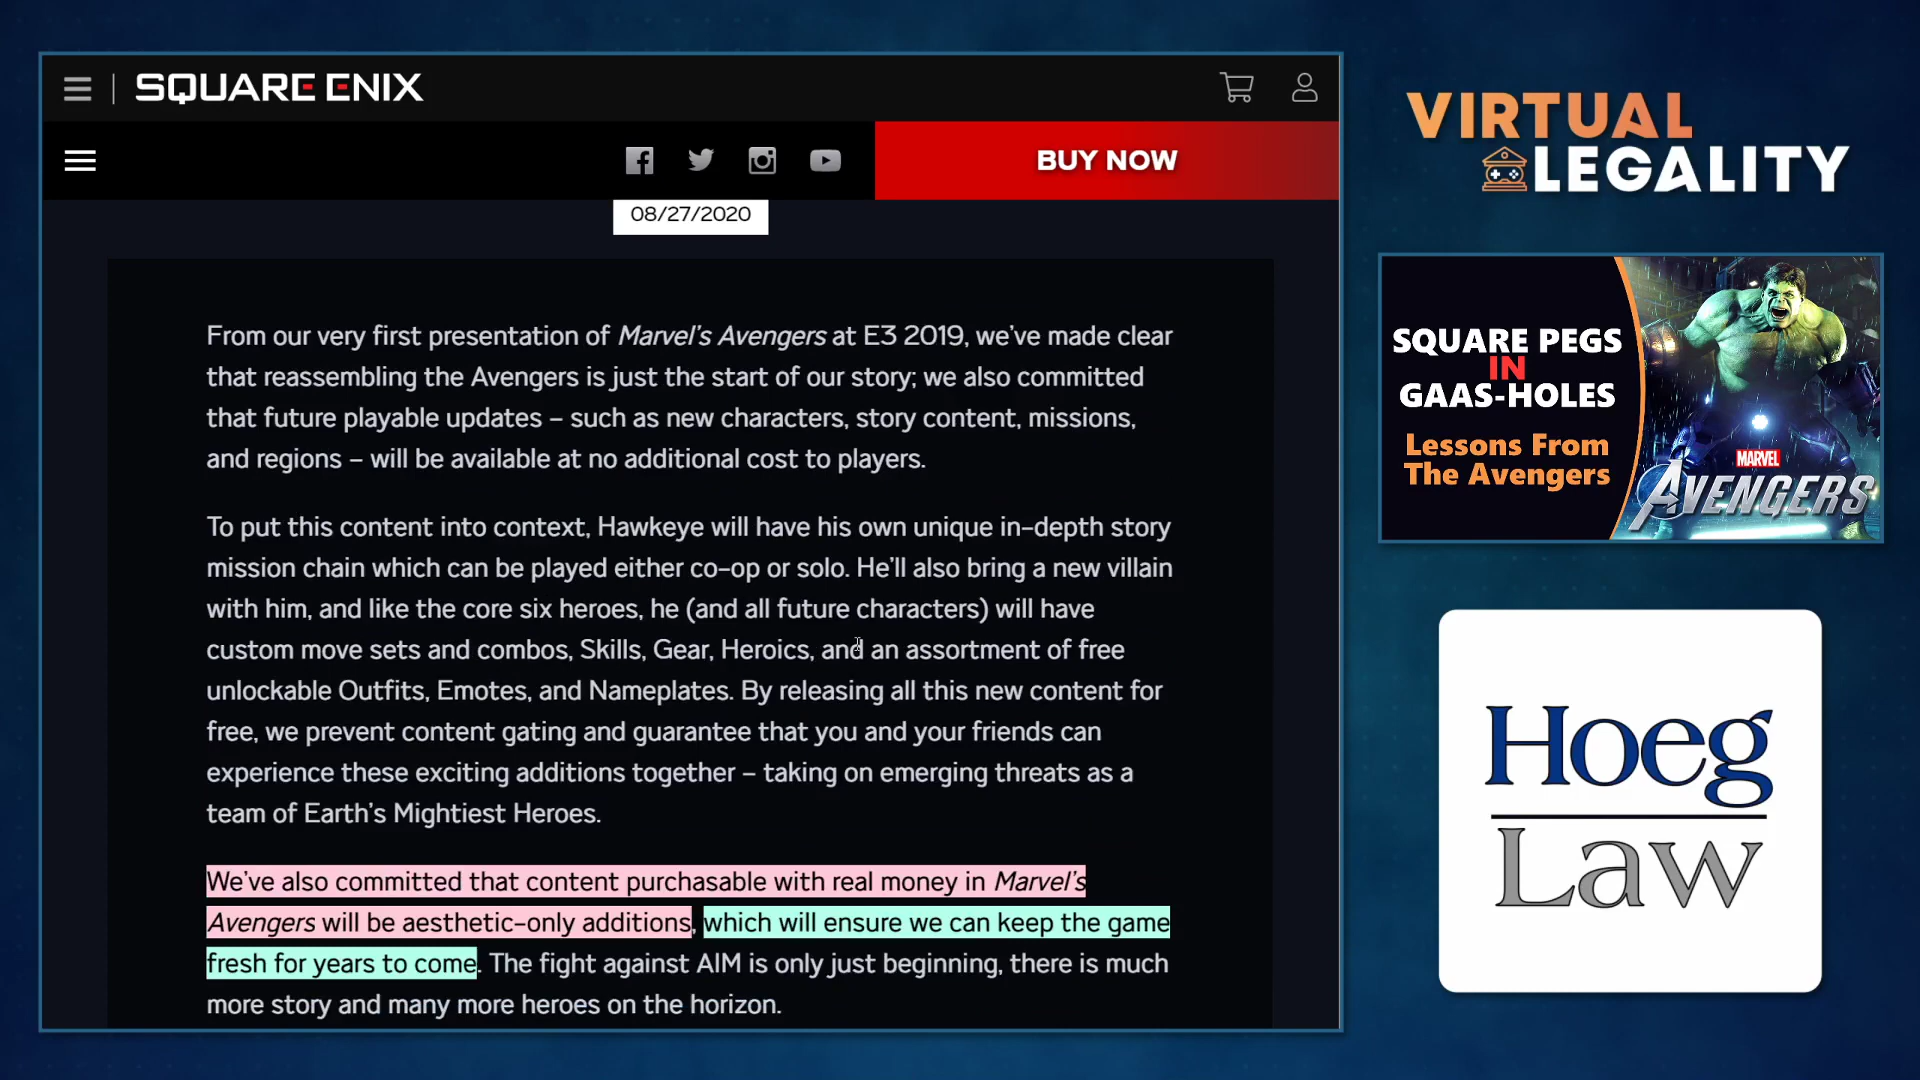 SQUARE ENIX
BUY NOW
08/27/2020
From our very first presentation of Marvel's Avengers at E3 2019, we've made clear
that reassembling the Avengers is just the start of our story; we also committed
that future playable updates – such as new characters, story content, missions,
and regions – will be available at no additional cost to players.
To put this content into context, Hawkeye will have his own unique in-depth story
mission chain which can be played either co-op or solo. He'll also bring a new villain
with him, and like the core six heroes, he (and all future characters) will have
custom move sets and combos, Skills, Gear, Heroics, and an assortment of free
unlockable Outfits, Emotes, and Nameplates. By releasing all this new content for
free, we prevent content gating and guarantee that you and your friends can
experience these exciting additions together – taking on emerging threats as a
team of Earth's Mightiest Heroes.
We've also committed that content purchasable with real money in Marvel's
Avengers will be aesthetic-only additions, which will ensure we can keep the game
fresh for years to come. The fight against AIM is only just beginning, there is much
more story and many more heroes on the horizon.
VIRTUAL
LEGALITY
SQUARE PEGS
IN
GAAS-HOLES
Lessons From
The Avengers
MARVEL
AVENGERS
Hoeg
Law